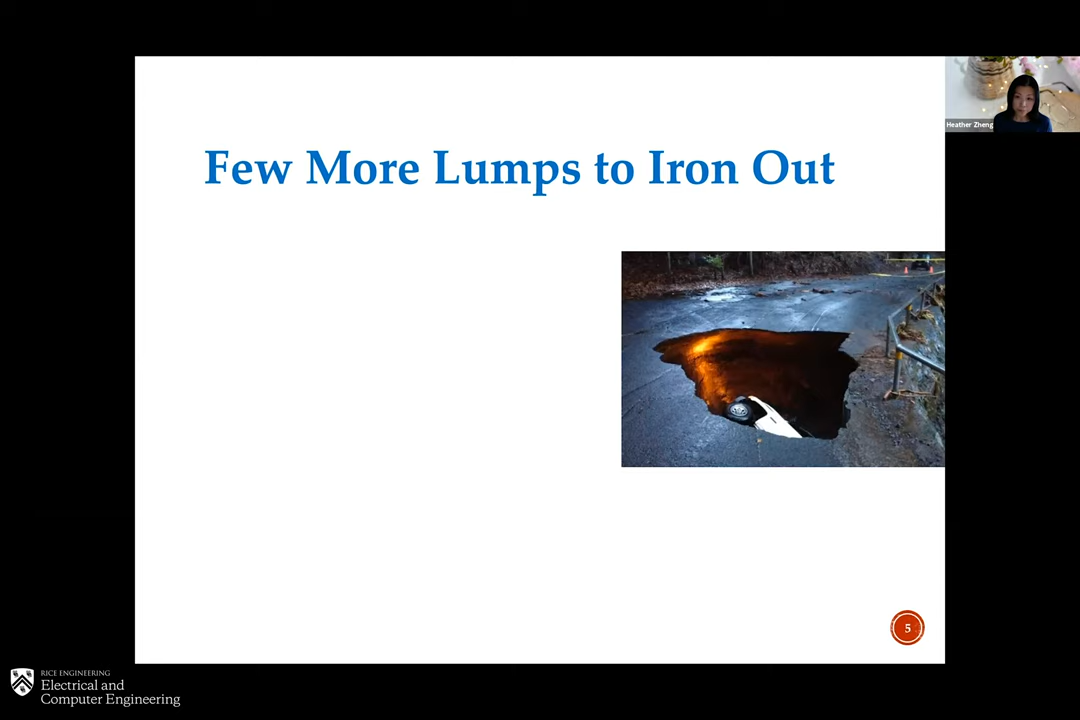 Heather Zheng
Few More Lumps to Iron Out
5
RICE ENGINEERING
Electrical and
Computer Engineering